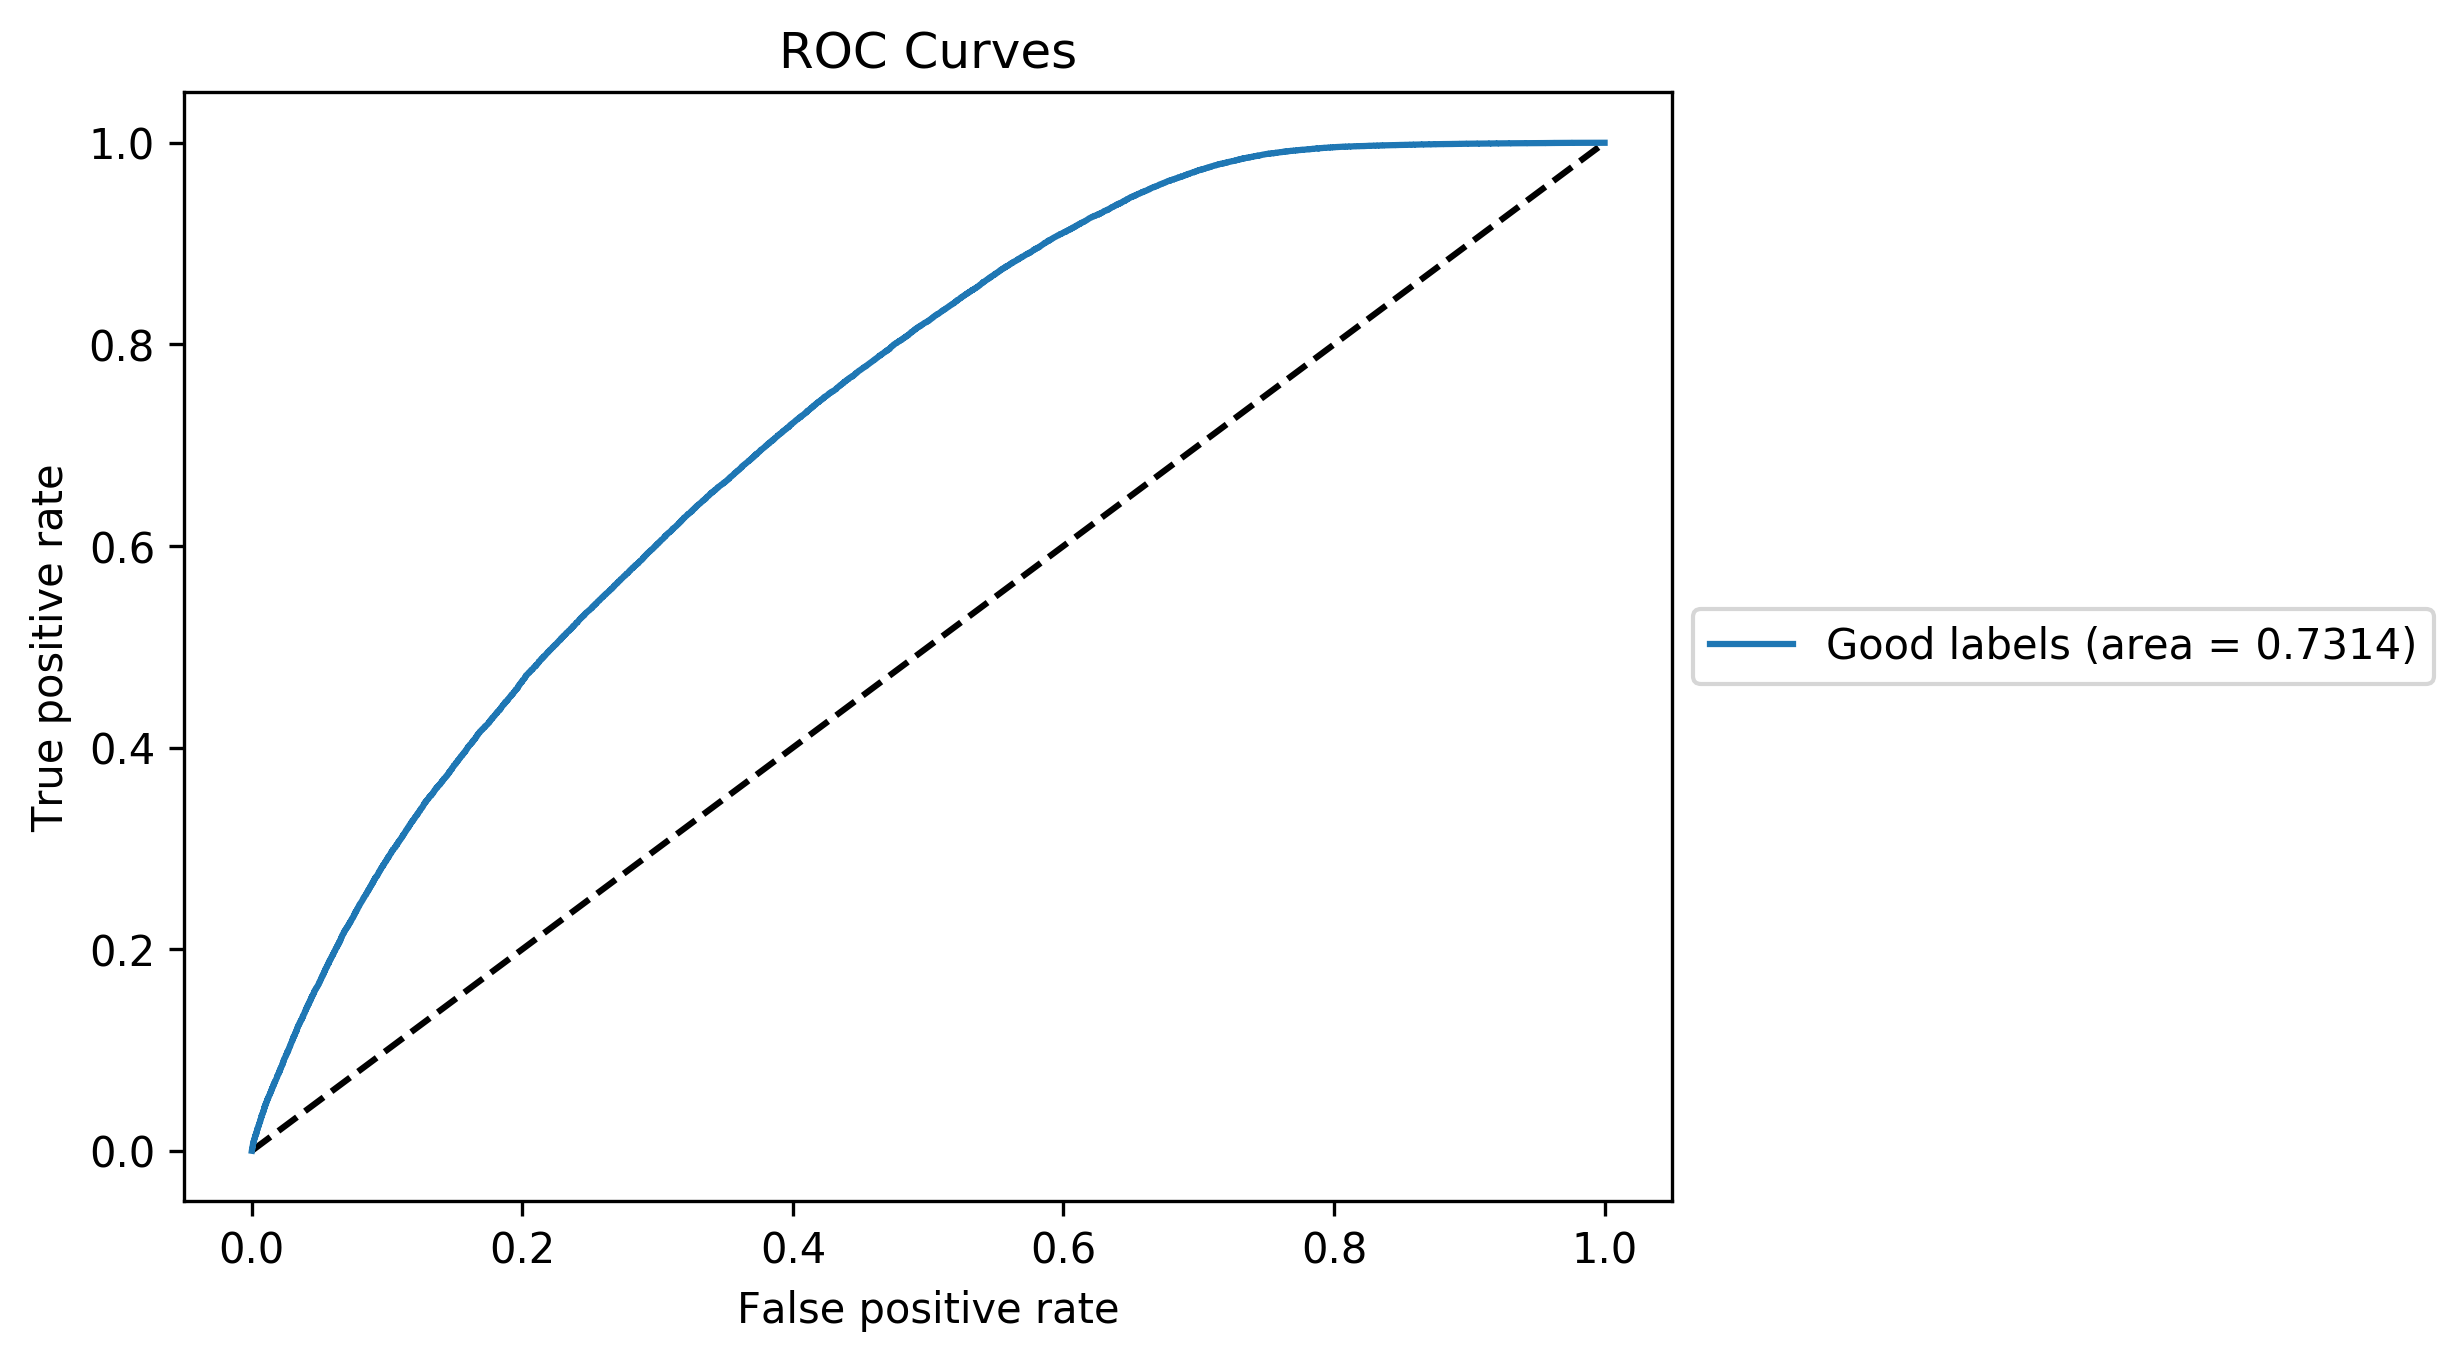 ROC Curves
1.0
0.8
0.6
0.4
0.2
0.0
True positive rate
0.0 0.2 0.4 0.6 0.8 1.0
False positive rate
Good labels (area = 0.7314)